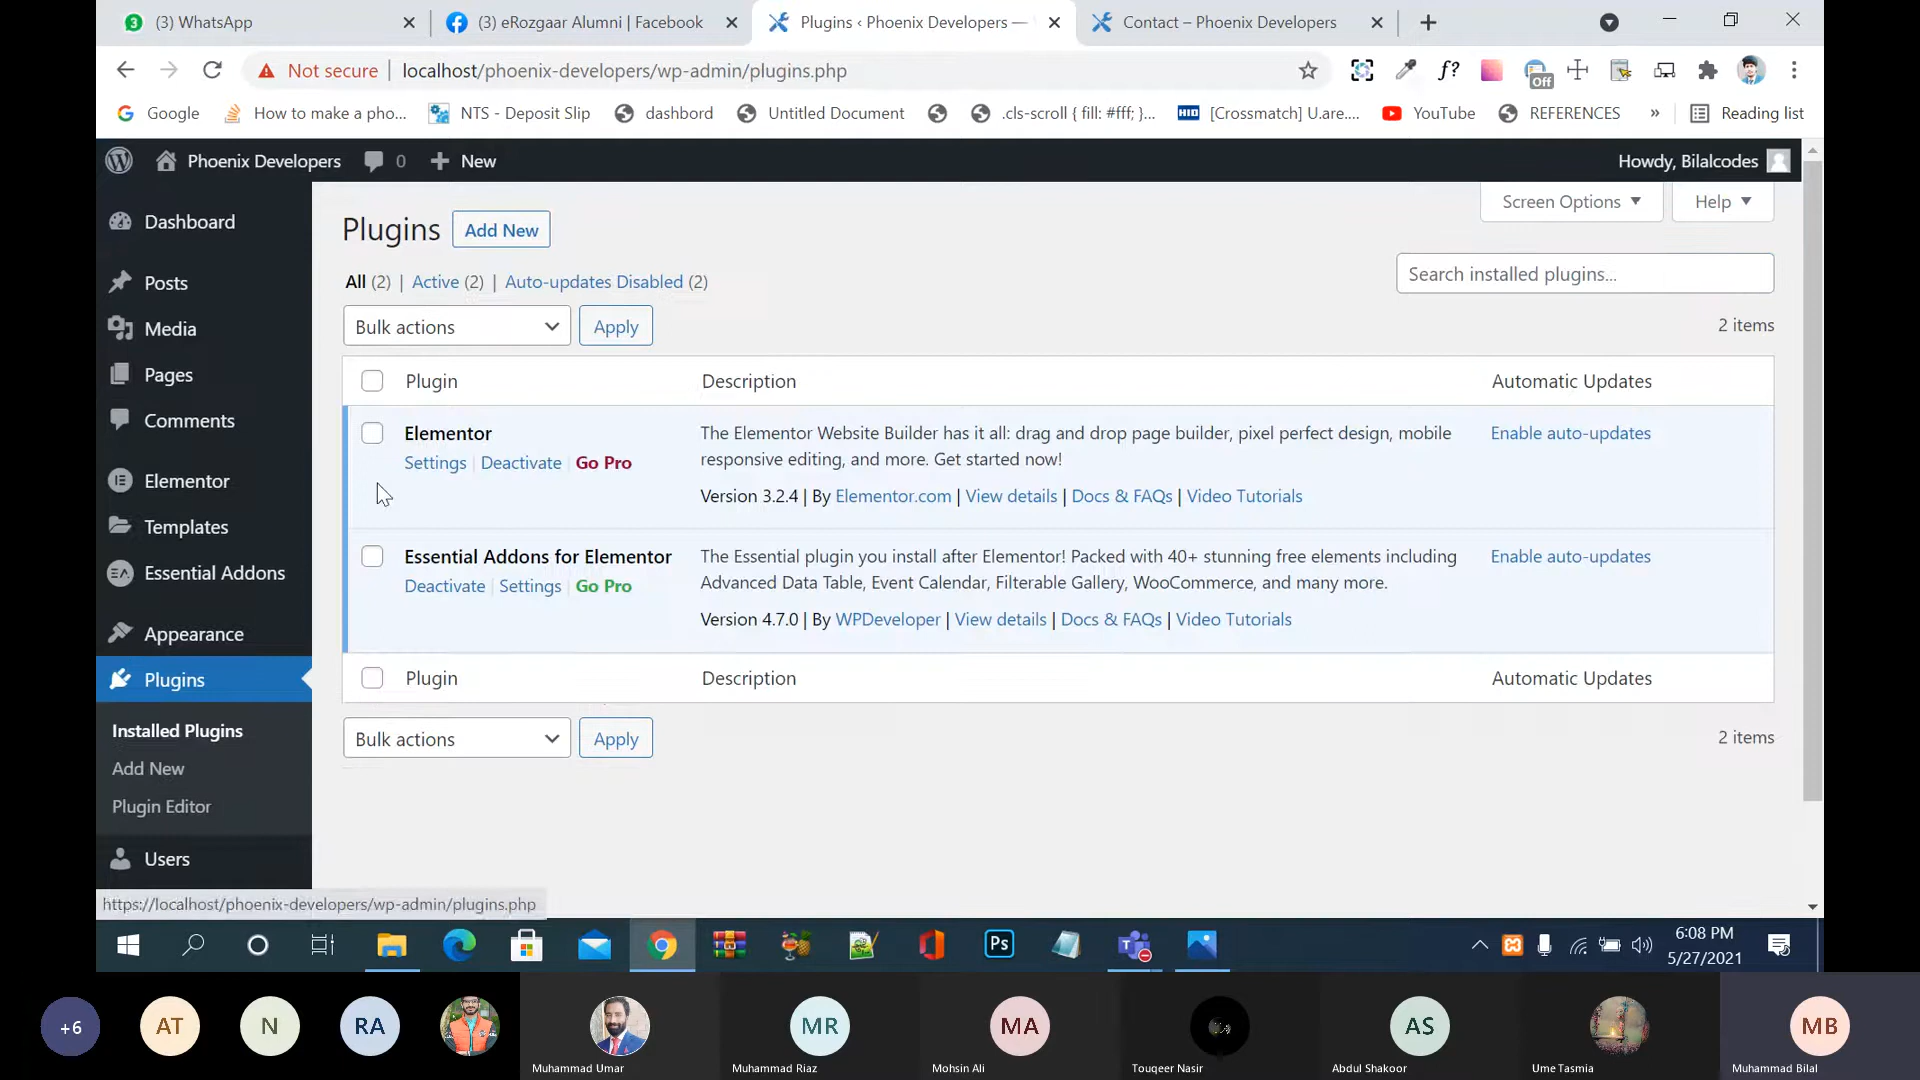 (3) WhatsApp
(3) eRozgaar Alumni | Facebook
Plugins ‹ Phoenix Developers —
Contact – Phoenix Developers
Not secure
localhost/phoenix-developers/wp-admin/plugins.php
f?
Off
Google
How to make a pho...
NTS - Deposit Slip
dashbord
Untitled Document
.cls-scroll { fill: #fff; }...
HID
[Crossmatch] U.are....
YouTube
REFERENCES
»
Reading list
Phoenix Developers
0
New
Howdy, Bilalcodes
Dashboard
Posts
Media
Pages
Comments
Elementor
Templates
Essential Addons
Appearance
Plugins
Installed Plugins
Add New
Plugin Editor
Users
https://localhost/phoenix-developers/wp-admin/plugins.php
Screen Options
Help
Plugins
Add New
All (2) | Active (2) | Auto-updates Disabled (2)
Search installed plugins...
Bulk actions
Apply
2 items
Plugin
Description
Automatic Updates
Elementor
Settings | Deactivate | Go Pro
The Elementor Website Builder has it all: drag and drop page builder, pixel perfect design, mobile
responsive editing, and more. Get started now!
Version 3.2.4 | By Elementor.com | View details | Docs & FAQs | Video Tutorials
Enable auto-updates
Essential Addons for Elementor
Deactivate | Settings | Go Pro
The Essential plugin you install after Elementor! Packed with 40+ stunning free elements including
Advanced Data Table, Event Calendar, Filterable Gallery, WooCommerce, and many more.
Version 4.7.0 | By WPDeveloper | View details | Docs & FAQs | Video Tutorials
Enable auto-updates
Plugin
Description
Automatic Updates
Bulk actions
Apply
2 items
Ps
6:08 PM
5/27/2021
+6
AT
N
RA
Muhammad Umar
MR
Muhammad Riaz
MA
Mohsin Ali
Touqeer Nasir
AS
Abdul Shakoor
Ume Tasmia
MB
Muhammad Bilal